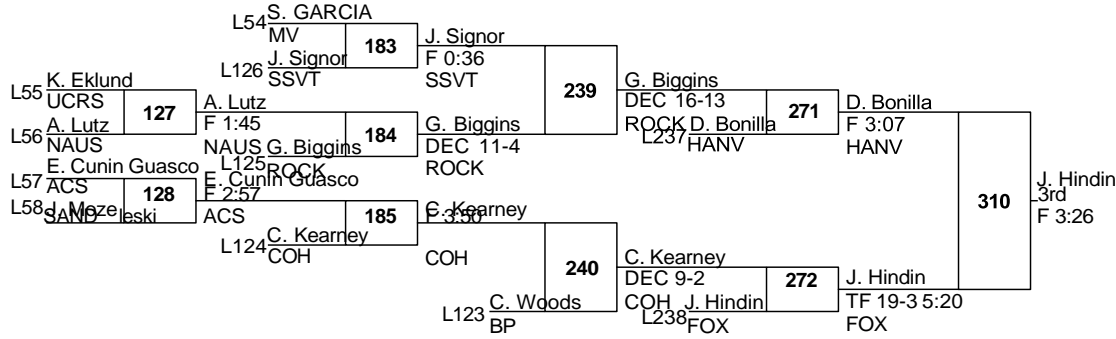 S. GARCIA
L54
MV
183
J. Signor
F 0:36
SSVT
J. Signor
L126
SSVT
239
K. Eklund
L55
UCRS
127
A. Lutz
F 1:45
NAUS
A. Lutz
L56
NAUS
184
G. Biggins
DEC 11-4
ROCK
G. Biggins
L125
ROCK
G. Biggins
DEC 16-13
ROCK
271
D. Bonilla
L237
HANV
D. Bonilla
F 3:07
HANV
E. Cunin Guasco
L57
ACS
128
E. Cunin Guasco
F 2:57
ACS
L58
SAND
leski
185
C. Kearney
F 3:50
COH
C. Kearney
L124
COH
240
C. Kearney
DEC 9-2
COH
C. Woods
L123
BP
272
J. Hindin
L238
FOX
J. Hindin
TF 19-3 5:20
FOX
310
J. Hindin
3rd
F 3:26